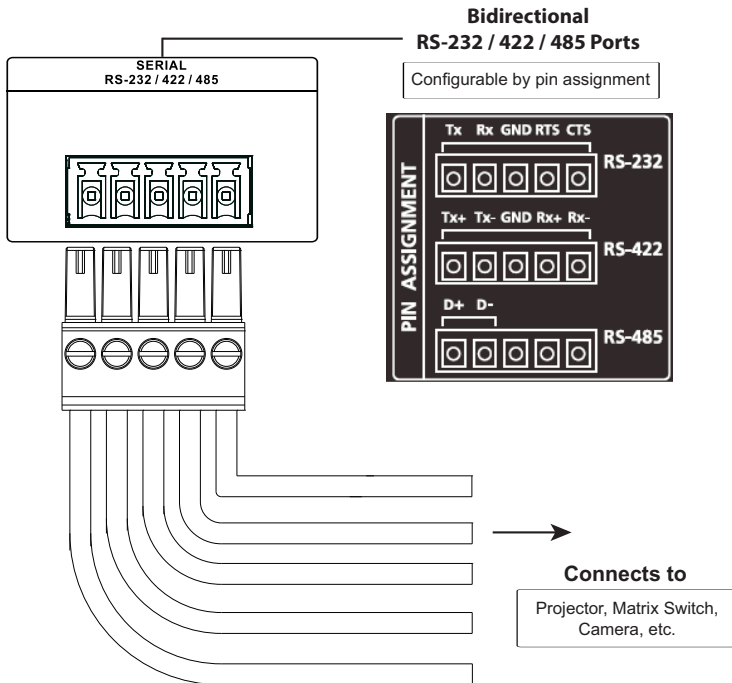 Bidirectional
RS-232 / 422 / 485 Ports
Configurable by pin assignment
SERIAL
RS-232 / 422 / 485
PIN ASSIGNMENT
Tx Rx GND RTS CTS
RS-232
Tx+ Tx- GND Rx+ Rx-
RS-422
D+ D-
RS-485
Connects to
Projector, Matrix Switch,
Camera, etc.